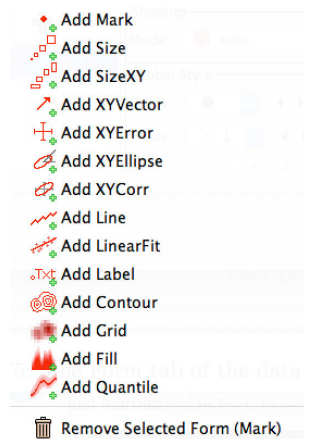 Add Mark
Add Size
Add SizeXY
Add XYVector
Add XYError
Add XYEllipse
Add XYCorr
Add Line
Add LinearFit
Add Label
Add Contour
Add Grid
Add Fill
Add Quantile
Remove Selected Form (Mark)